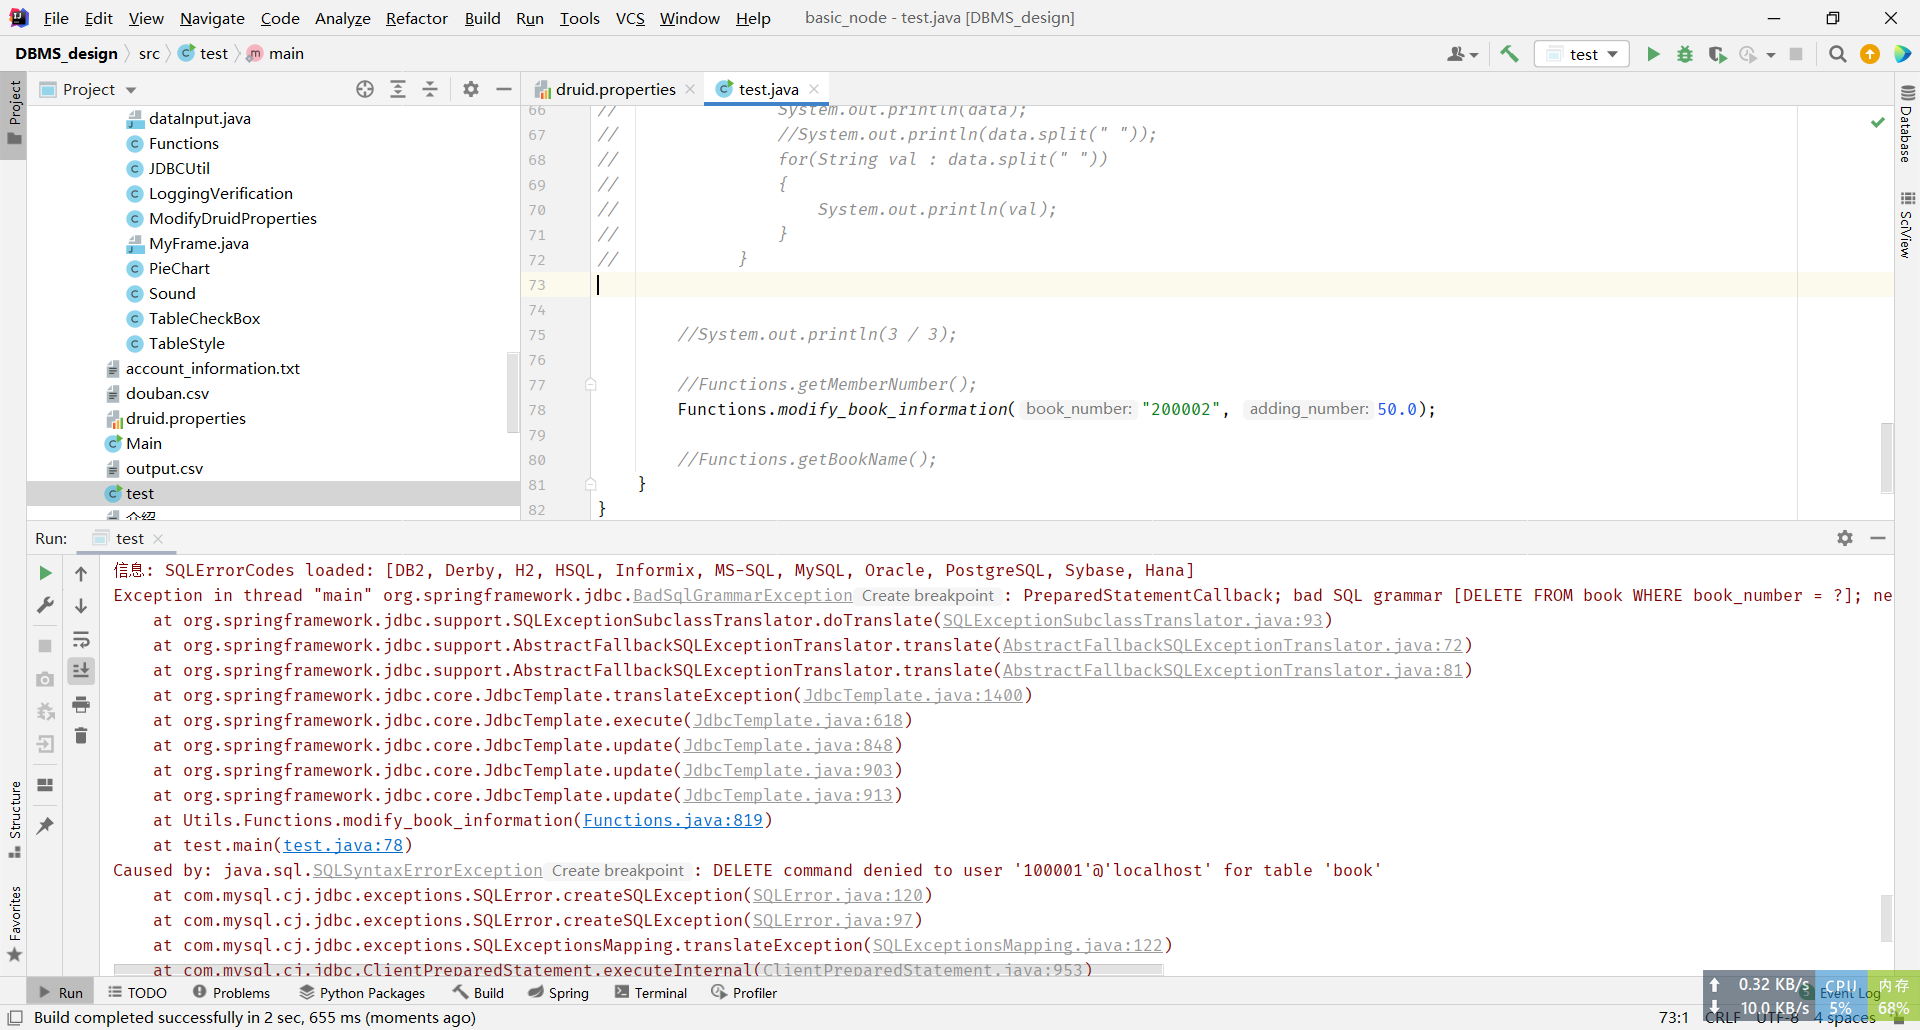 File Edit View Navigate Code Analyze Refactor Build Run Tools VCS Window Help basic_node - test.java [DBMS_design]
DBMS_design src test main
test
Project
druid.properties test.java
Project
Database
SciView
Structure
Favorites
dataInput.java
Functions
JDBCUtil
LoggingVerification
ModifyDruidProperties
MyFrame.java
PieChart
Sound
TableCheckBox
TableStyle
account_information.txt
douban.csv
druid.properties
Main
output.csv
test
介绍
66 // System.out.println(data);
67 // //System.out.println(data.split(" "));
68 // for(String val : data.split(" "))
69 // {
70 // System.out.println(val);
71 // }
72 // }
73
74
75 //System.out.println(3 / 3);
76
77 //Functions.getMemberNumber();
78 Functions.modify_book_information( book_number: "200002", adding_number: 50.0);
79
80 //Functions.getBookName();
81 }
82 }
Run: test
信息: SQLErrorCodes loaded: [DB2, Derby, H2, HSQL, Informix, MS-SQL, MySQL, Oracle, PostgreSQL, Sybase, Hana]
Exception in thread "main" org.springframework.jdbc.BadSqlGrammarException Create breakpoint : PreparedStatementCallback; bad SQL grammar [DELETE FROM book WHERE book_number = ?]; ne
at org.springframework.jdbc.support.SQLExceptionSubclassTranslator.doTranslate(SQLExceptionSubclassTranslator.java:93)
at org.springframework.jdbc.support.AbstractFallbackSQLExceptionTranslator.translate(AbstractFallbackSQLExceptionTranslator.java:72)
at org.springframework.jdbc.support.AbstractFallbackSQLExceptionTranslator.translate(AbstractFallbackSQLExceptionTranslator.java:81)
at org.springframework.jdbc.core.JdbcTemplate.translateException(JdbcTemplate.java:1400)
at org.springframework.jdbc.core.JdbcTemplate.execute(JdbcTemplate.java:618)
at org.springframework.jdbc.core.JdbcTemplate.update(JdbcTemplate.java:848)
at org.springframework.jdbc.core.JdbcTemplate.update(JdbcTemplate.java:903)
at org.springframework.jdbc.core.JdbcTemplate.update(JdbcTemplate.java:913)
at Utils.Functions.modify_book_information(Functions.java:819)
at test.main(test.java:78)
Caused by: java.sql.SQLSyntaxErrorException Create breakpoint : DELETE command denied to user '100001'@'localhost' for table 'book'
at com.mysql.cj.jdbc.exceptions.SQLError.createSQLException(SQLError.java:120)
at com.mysql.cj.jdbc.exceptions.SQLError.createSQLException(SQLError.java:97)
at com.mysql.cj.jdbc.exceptions.SQLExceptionsMapping.translateException(SQLExceptionsMapping.java:122)
at com.mysql.cj.jdbc.ClientPreparedStatement.executeInternal(ClientPreparedStatement.java:953)
Run TODO Problems Python Packages Build Spring Terminal Profiler Event Log
Build completed successfully in 2 sec, 655 ms (moments ago) 73:1 CRLF UTF-8 4 spaces
0.32 KB/s CPU 内存
10.0 KB/s 5% 68%